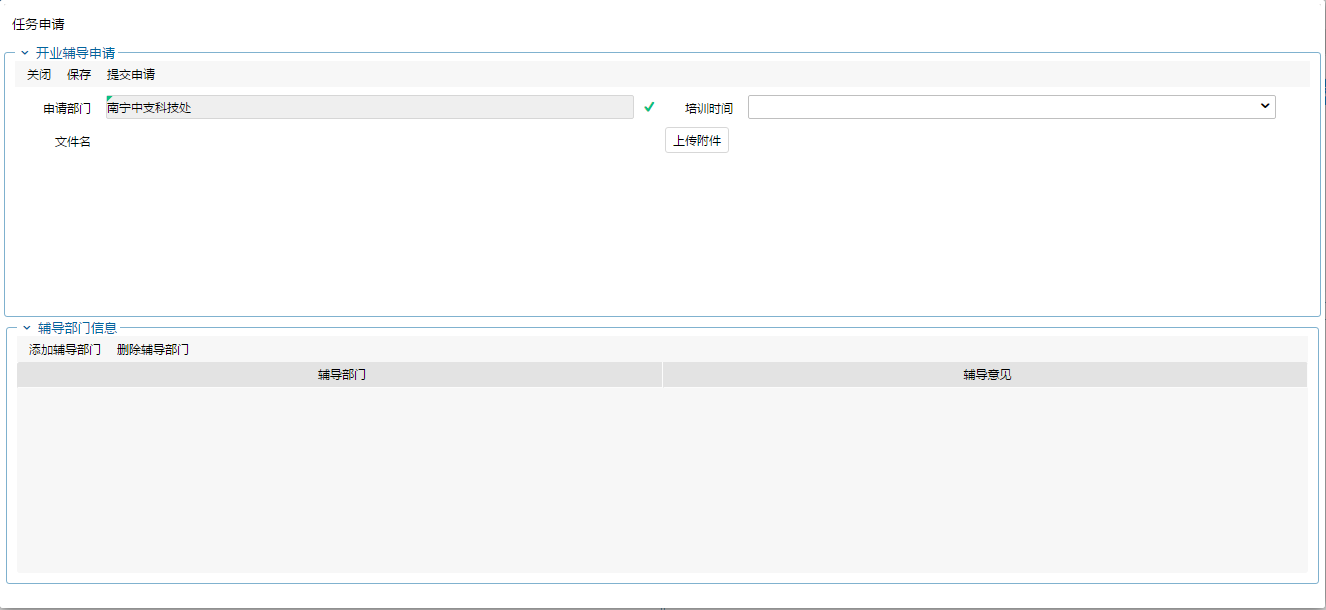 任务申请
开业辅导申请
关闭 保存 提交申请
申请部门 南宁中支科技处 培训时间
文件名 上传附件
辅导部门信息
添加辅导部门 删除辅导部门
辅导部门 辅导意见